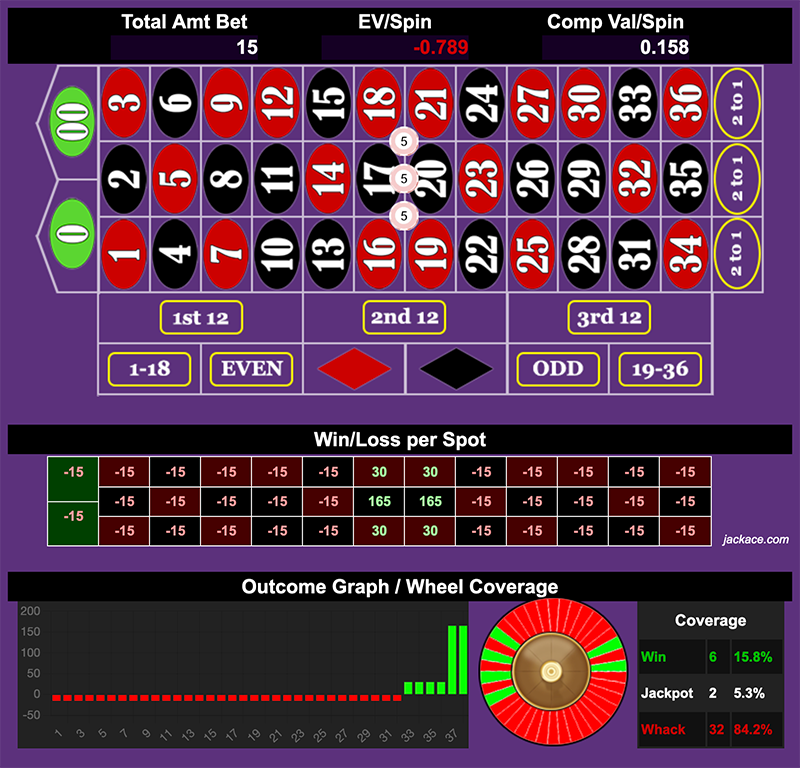 Total Amt Bet EV/Spin Comp Val/Spin
15 -0.789 0.158
00 3 6 9 12 15 18 21 24 27 30 33 36 2 to 1
5
0 2 5 8 11 14 17 5 20 23 26 29 32 35 2 to 1
5
1 4 7 10 13 16 19 22 25 28 31 34 2 to 1
1st 12 2nd 12 3rd 12
1-18 EVEN ODD 19-36
Win/Loss per Spot
-15 -15 -15 -15 -15 -15 30 30 -15 -15 -15 -15 -15
-15 -15 -15 -15 -15 165 165 -15 -15 -15 -15 -15
-15 -15 -15 -15 -15 -15 30 30 -15 -15 -15 -15 -15
jackace.com
Outcome Graph / Wheel Coverage
200
150
100
50
0
-50
1 3 5 7 9 11 13 15 17 19 21 23 25 27 29 31 33 35 37
Coverage
Win 6 15.8%
Jackpot 2 5.3%
Whack 32 84.2%